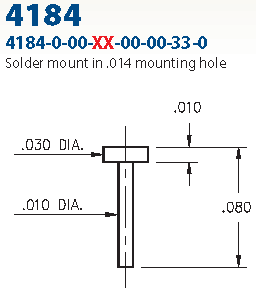 4184
4184-0-00-XX-00-00-33-0
Solder mount in .014 mounting hole
.010
.030 DIA.
.010 DIA.
.080